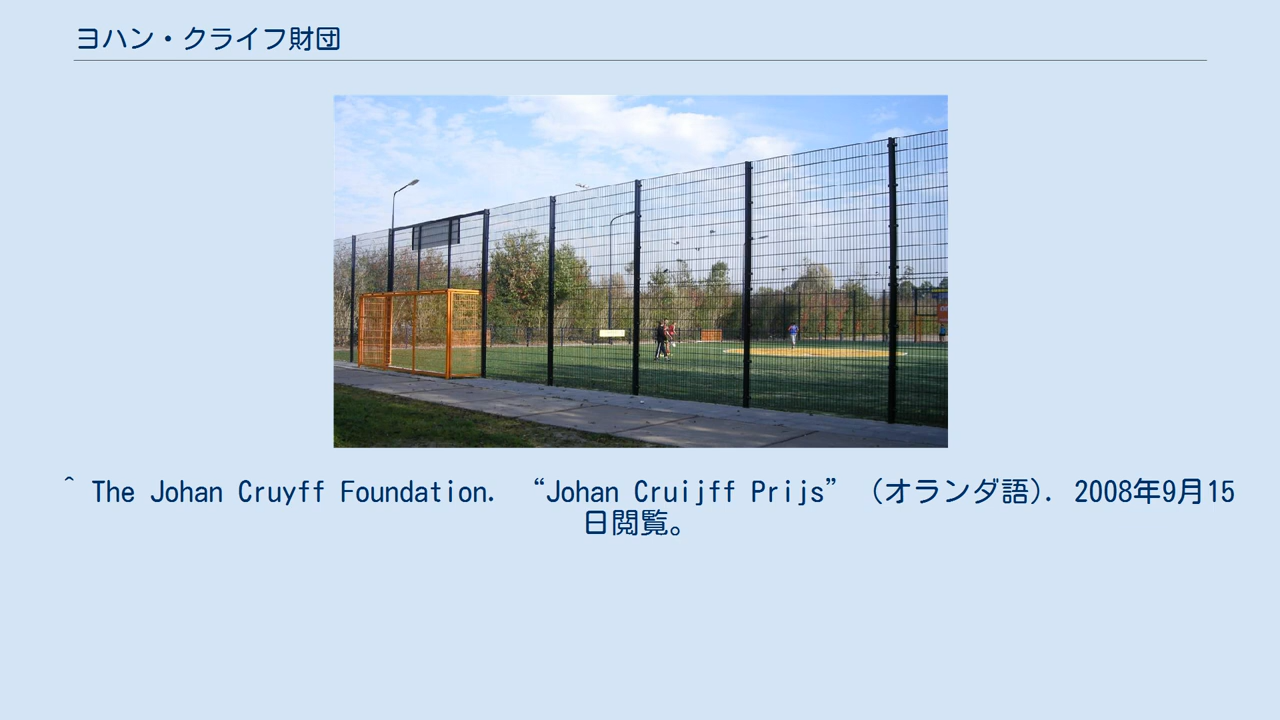 ヨハン・クライフ財団
^ The Johan Cruyff Foundation. “Johan Cruijff Prijs” (オランダ語). 2008年9月15
日閲覧。